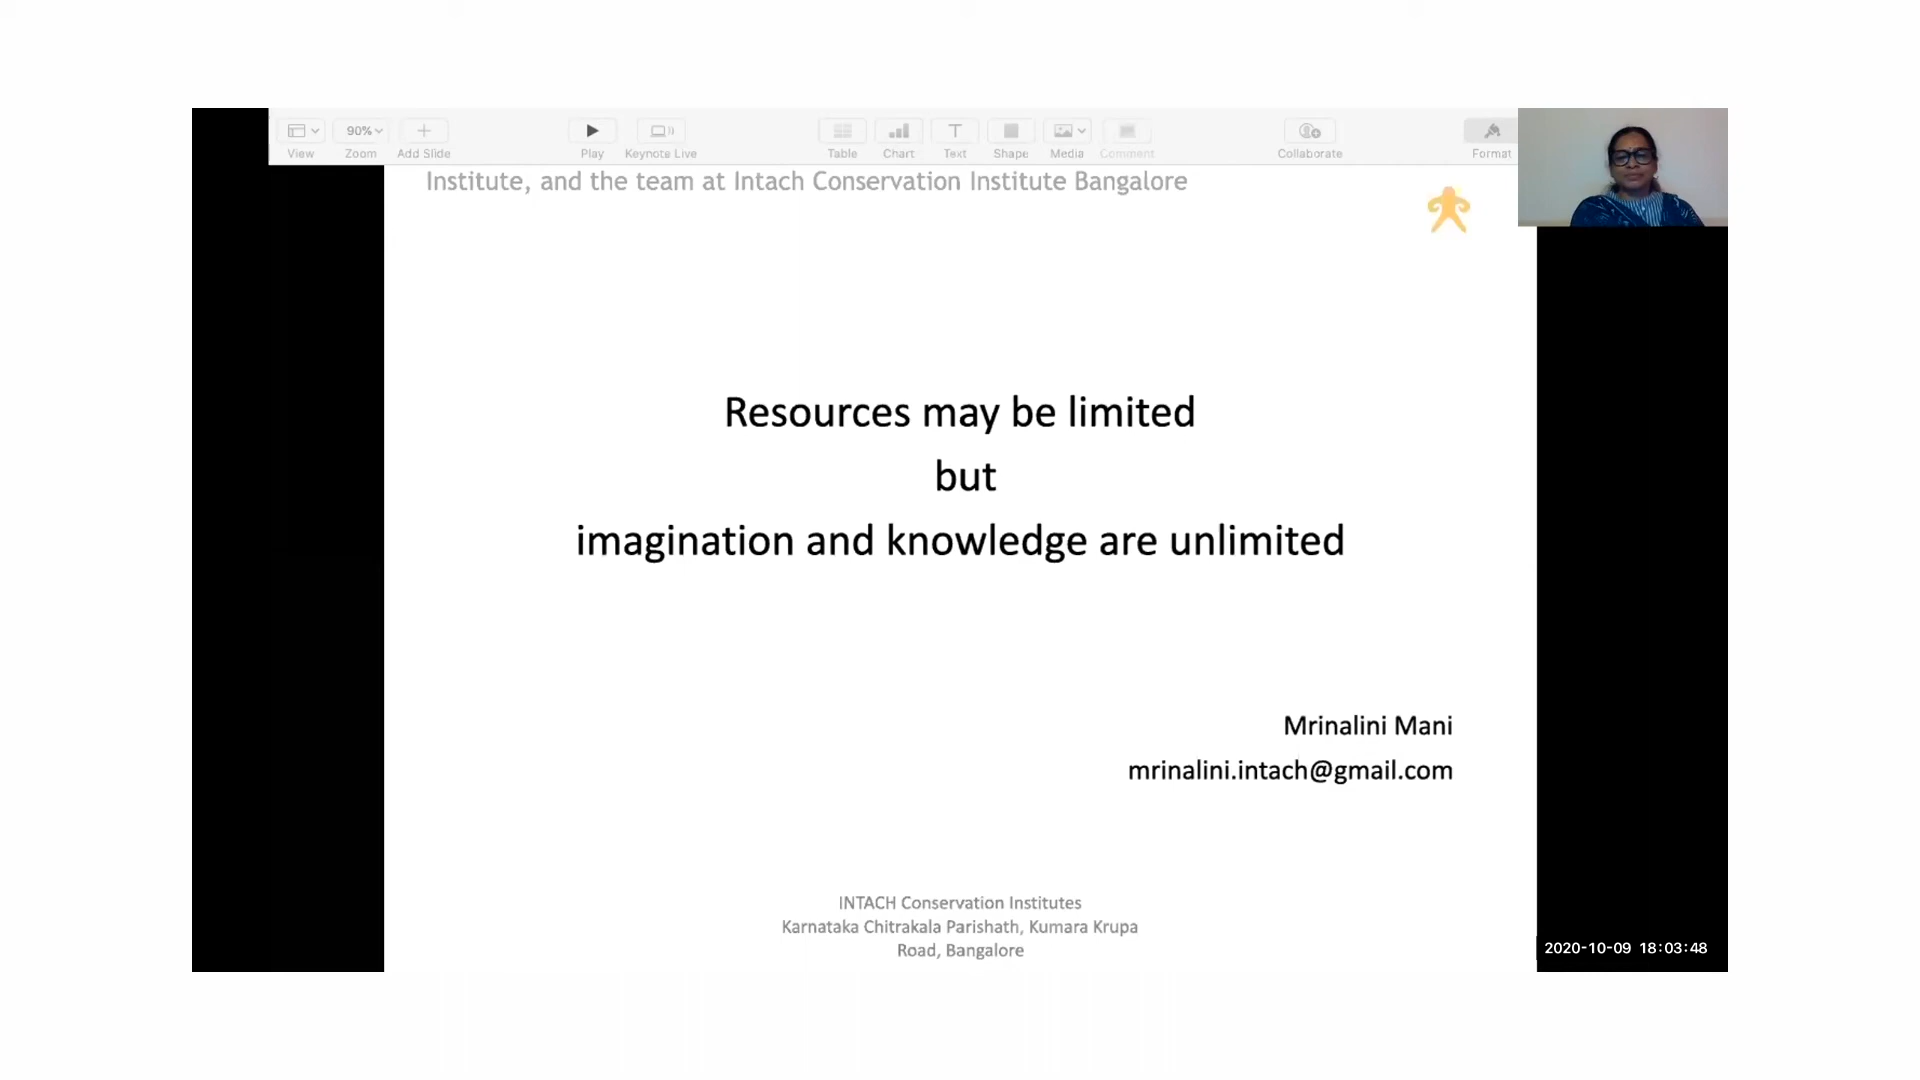 90%
View
Zoom
Add Slide
Play
Keynote Live
Table
Chart
Text
Shape
Media
Comment
Collaborate
Format
Institute, and the team at Intach Conservation Institute Bangalore
Resources may be limited
but
imagination and knowledge are unlimited
Mrinalini Mani
mrinalini.intach@gmail.com
INTACH Conservation Institutes
Karnataka Chitrakala Parishath, Kumara Krupa
Road, Bangalore
2020-10-09 18:03:48